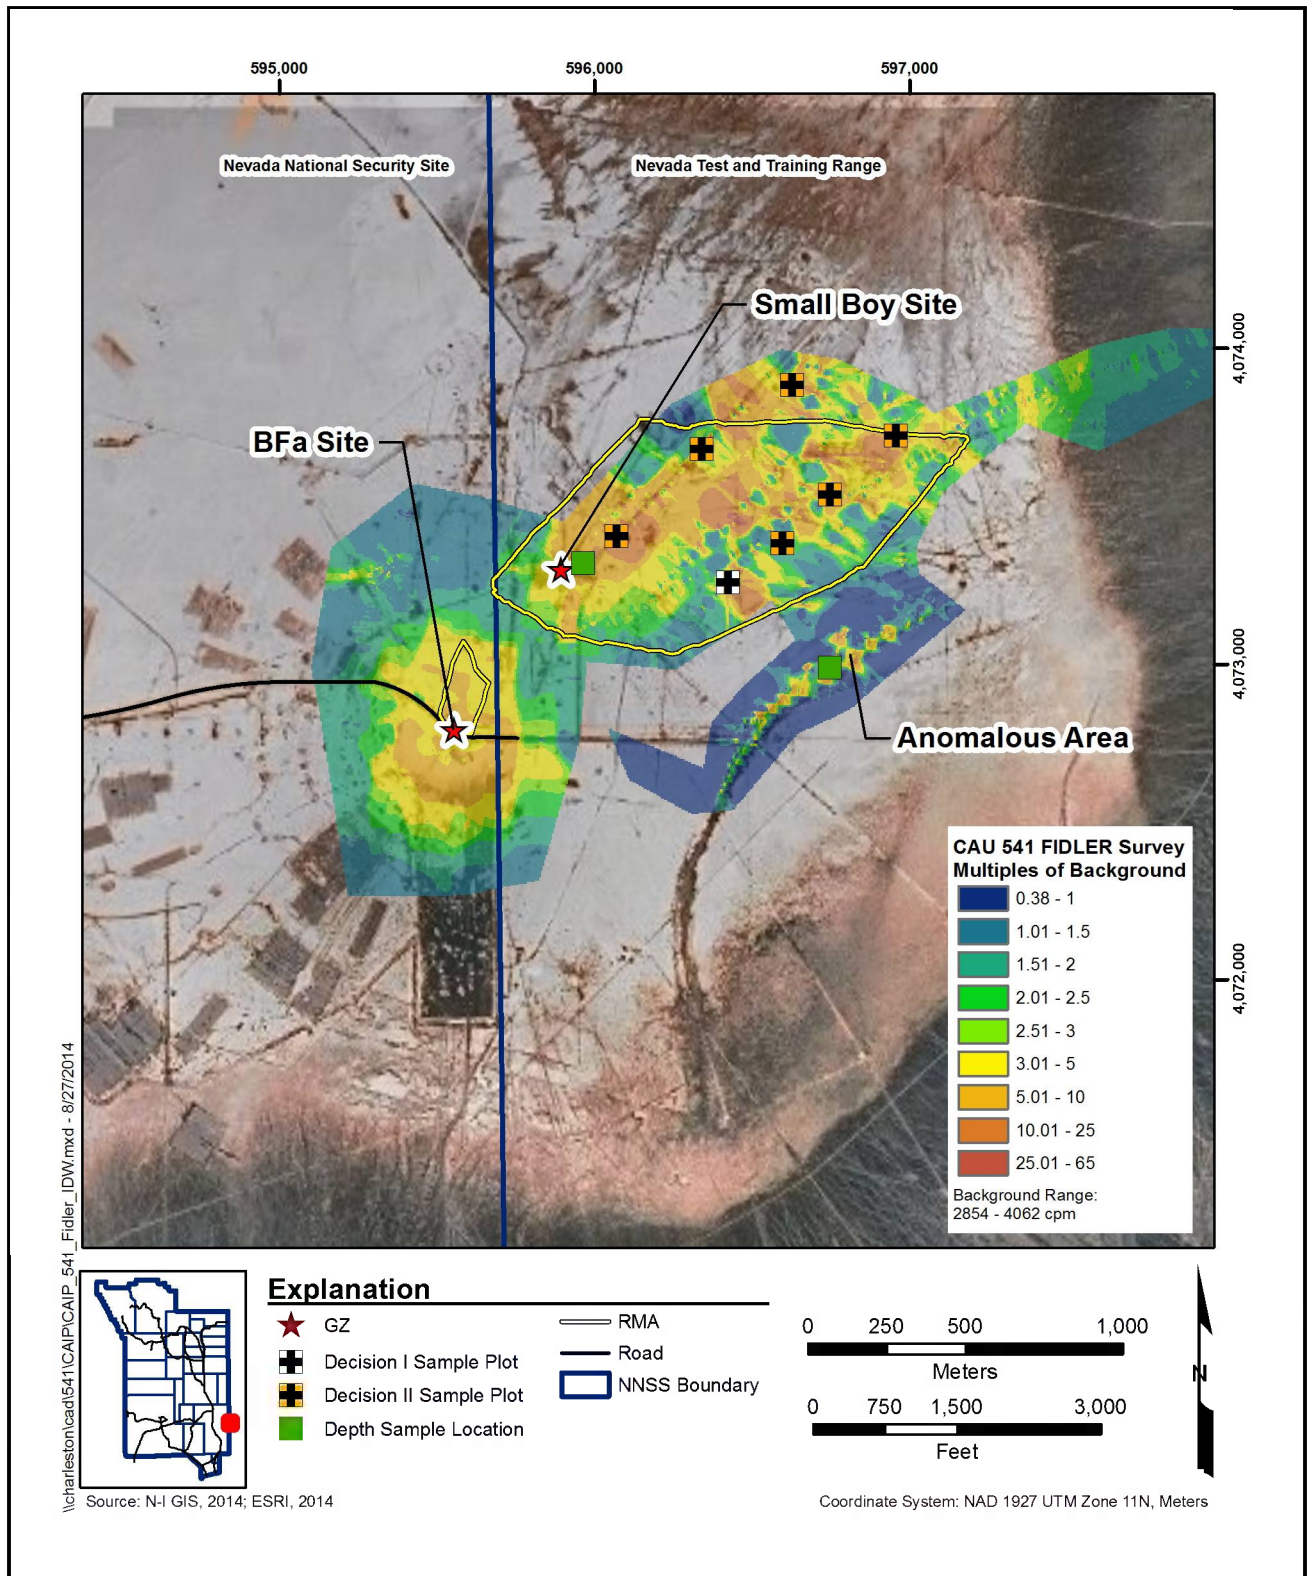 595,000
596,000
597,000
Nevada National Security Site
Nevada Test and Training Range
Small Boy Site
4,074,000
BFa Site
4,073,000
Anomalous Area
CAU 541 FIDLER Survey
Multiples of Background
0.38 - 1
1.01 - 1.5
1.51 - 2
2.01 - 2.5
2.51 - 3
3.01 - 5
5.01 - 10
10.01 - 25
25.01 - 65
Background Range:
2854 - 4062 cpm
4,072,000
\\charleston\cad\541\CAIP\CAIP_541_Fidler_IDW.mxd - 8/27/2014
Explanation
GZ
Decision I Sample Plot
Decision II Sample Plot
Depth Sample Location
RMA
Road
NNSS Boundary
0 250 500 1,000
Meters
0 750 1,500 3,000
Feet
N
Source: N-I GIS, 2014; ESRI, 2014
Coordinate System: NAD 1927 UTM Zone 11N, Meters